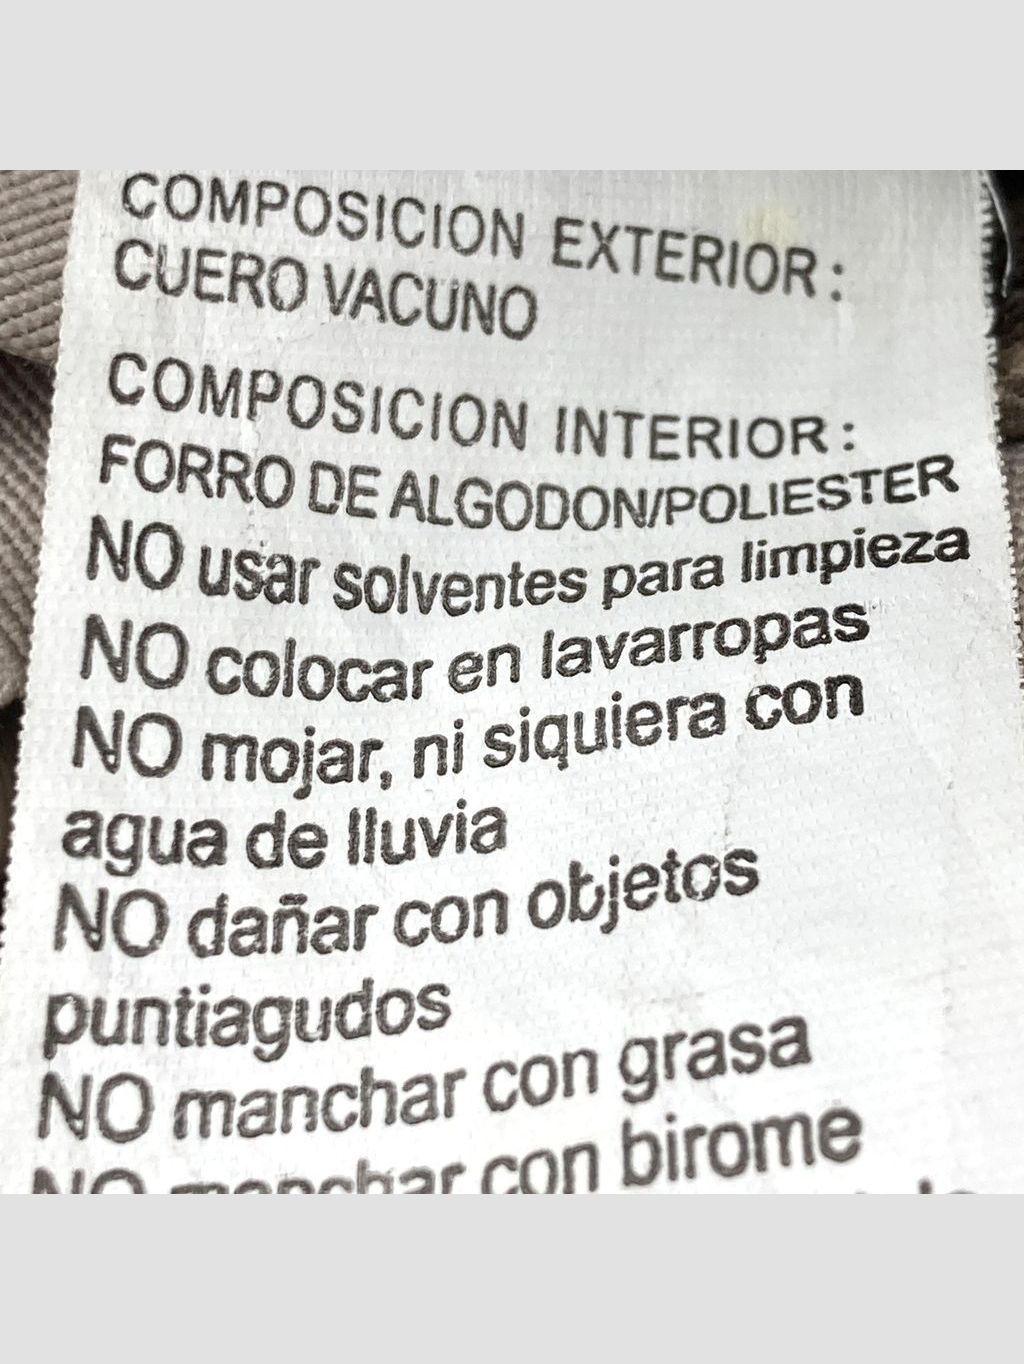 COMPOSICION EXTERIOR:
CUERO VACUNO
COMPOSICION INTERIOR:
FORRO DE ALGODON/POLIESTER
NO usar solventes para limpieza
NO colocar en lavarropas
NO mojar, ni siquiera con
agua de lluvia
NO dañar con objetos
puntiagudos
NO manchar con grasa
NO manchar con birome